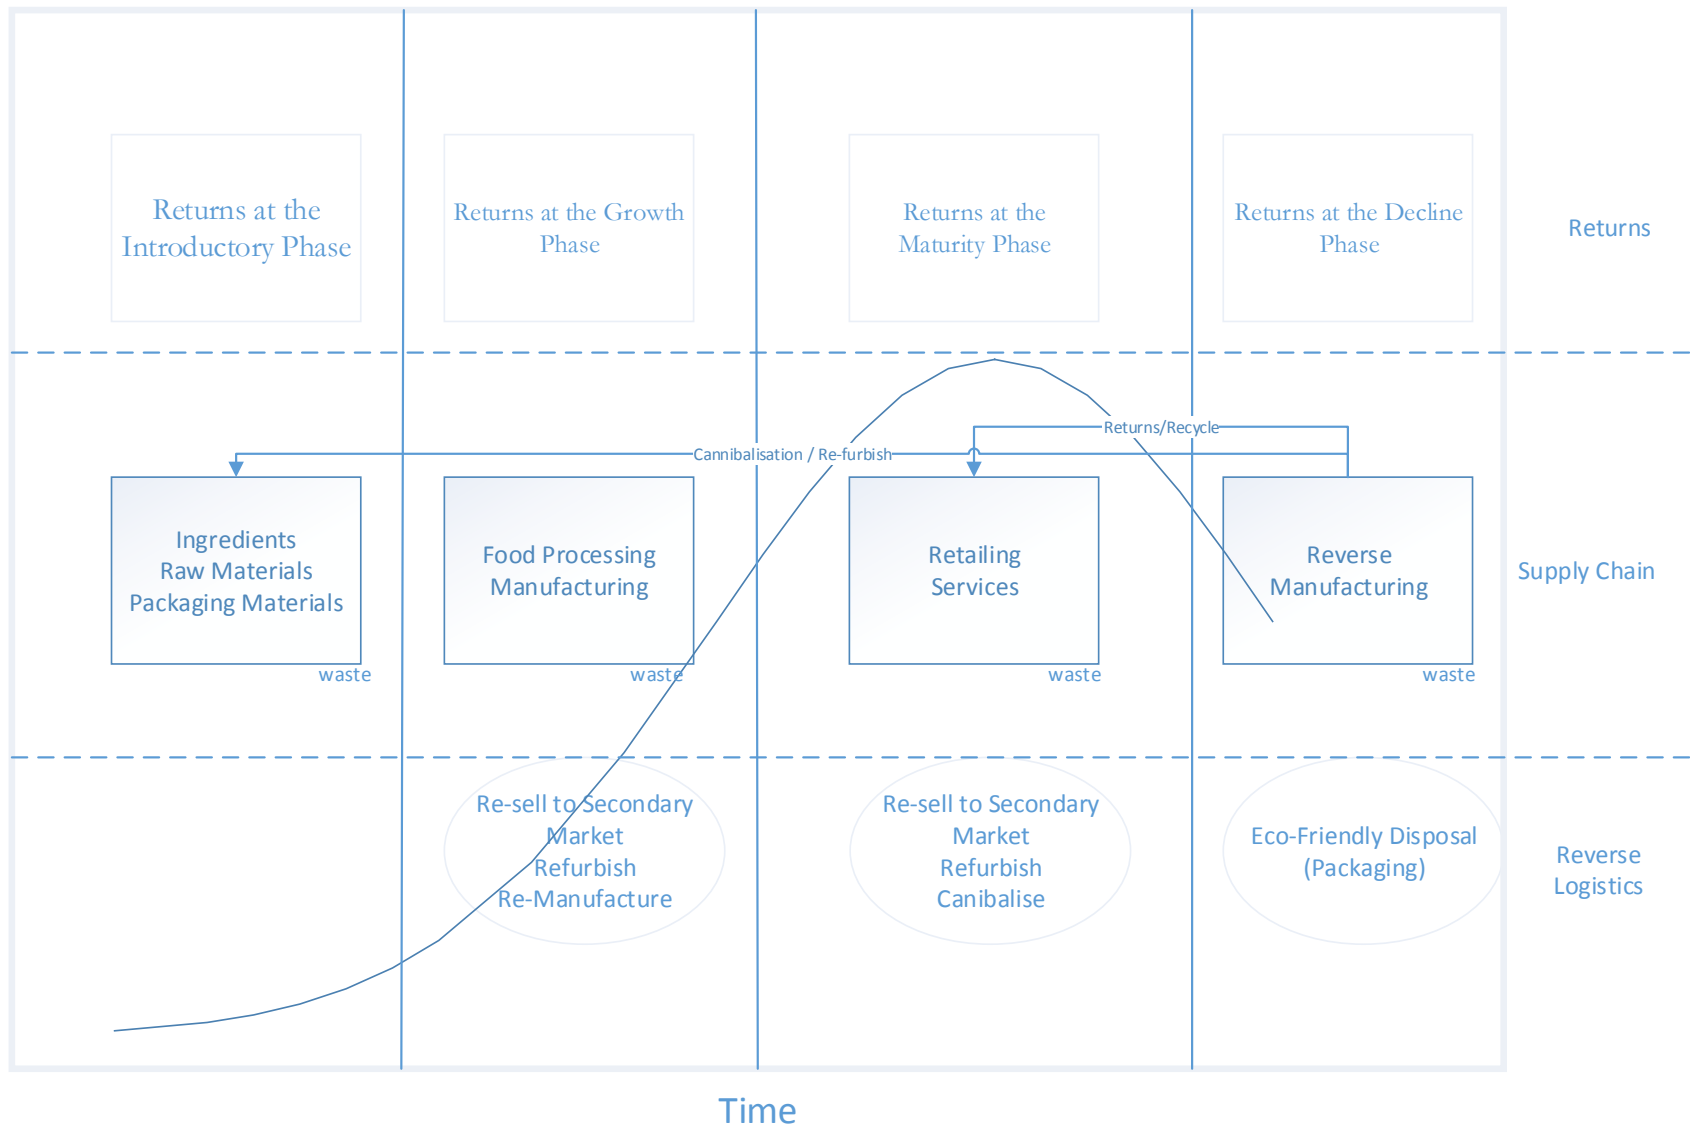 Returns at the
Introductory Phase
Returns at the Growth
Phase
Returns at the
Maturity Phase
Returns at the Decline
Phase
Returns
Returns/Recycle
Cannibalisation / Re-furbish
Ingredients
Raw Materials
Packaging Materials
waste
Food Processing
Manufacturing
waste
Retailing
Services
waste
Reverse
Manufacturing
waste
Supply Chain
Re-sell to Secondary
Market
Refurbish
Re-Manufacture
Re-sell to Secondary
Market
Refurbish
Canibalise
Eco-Friendly Disposal
(Packaging)
Reverse
Logistics
Time